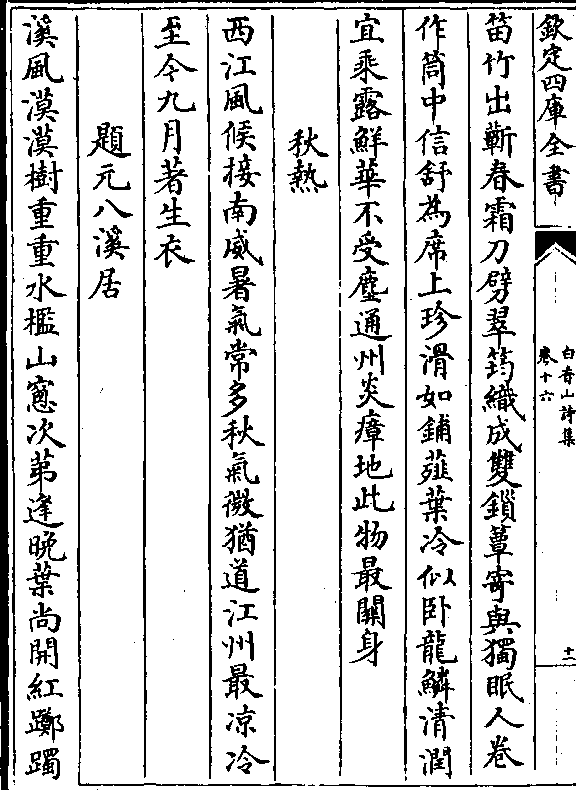 欽定四庫全書
白香山詩集
卷十六
十一
笛竹出蘄春霜刀劈翠筠織成雙鎖蕈寄與獨眠人卷
作筒中信舒為席上珍滑如鋪薤葉冷似臥龍鱗清潤
宜乘露鮮華不受塵通州炎瘴地此物最關身
秋熱
西江風候接南威暑氣常多秋氣微猶道江州最凉冷
至今九月著生衣
題元八溪居
溪風漠漠樹重重水檻山窻次苐逢晚葉尚開紅躑躅